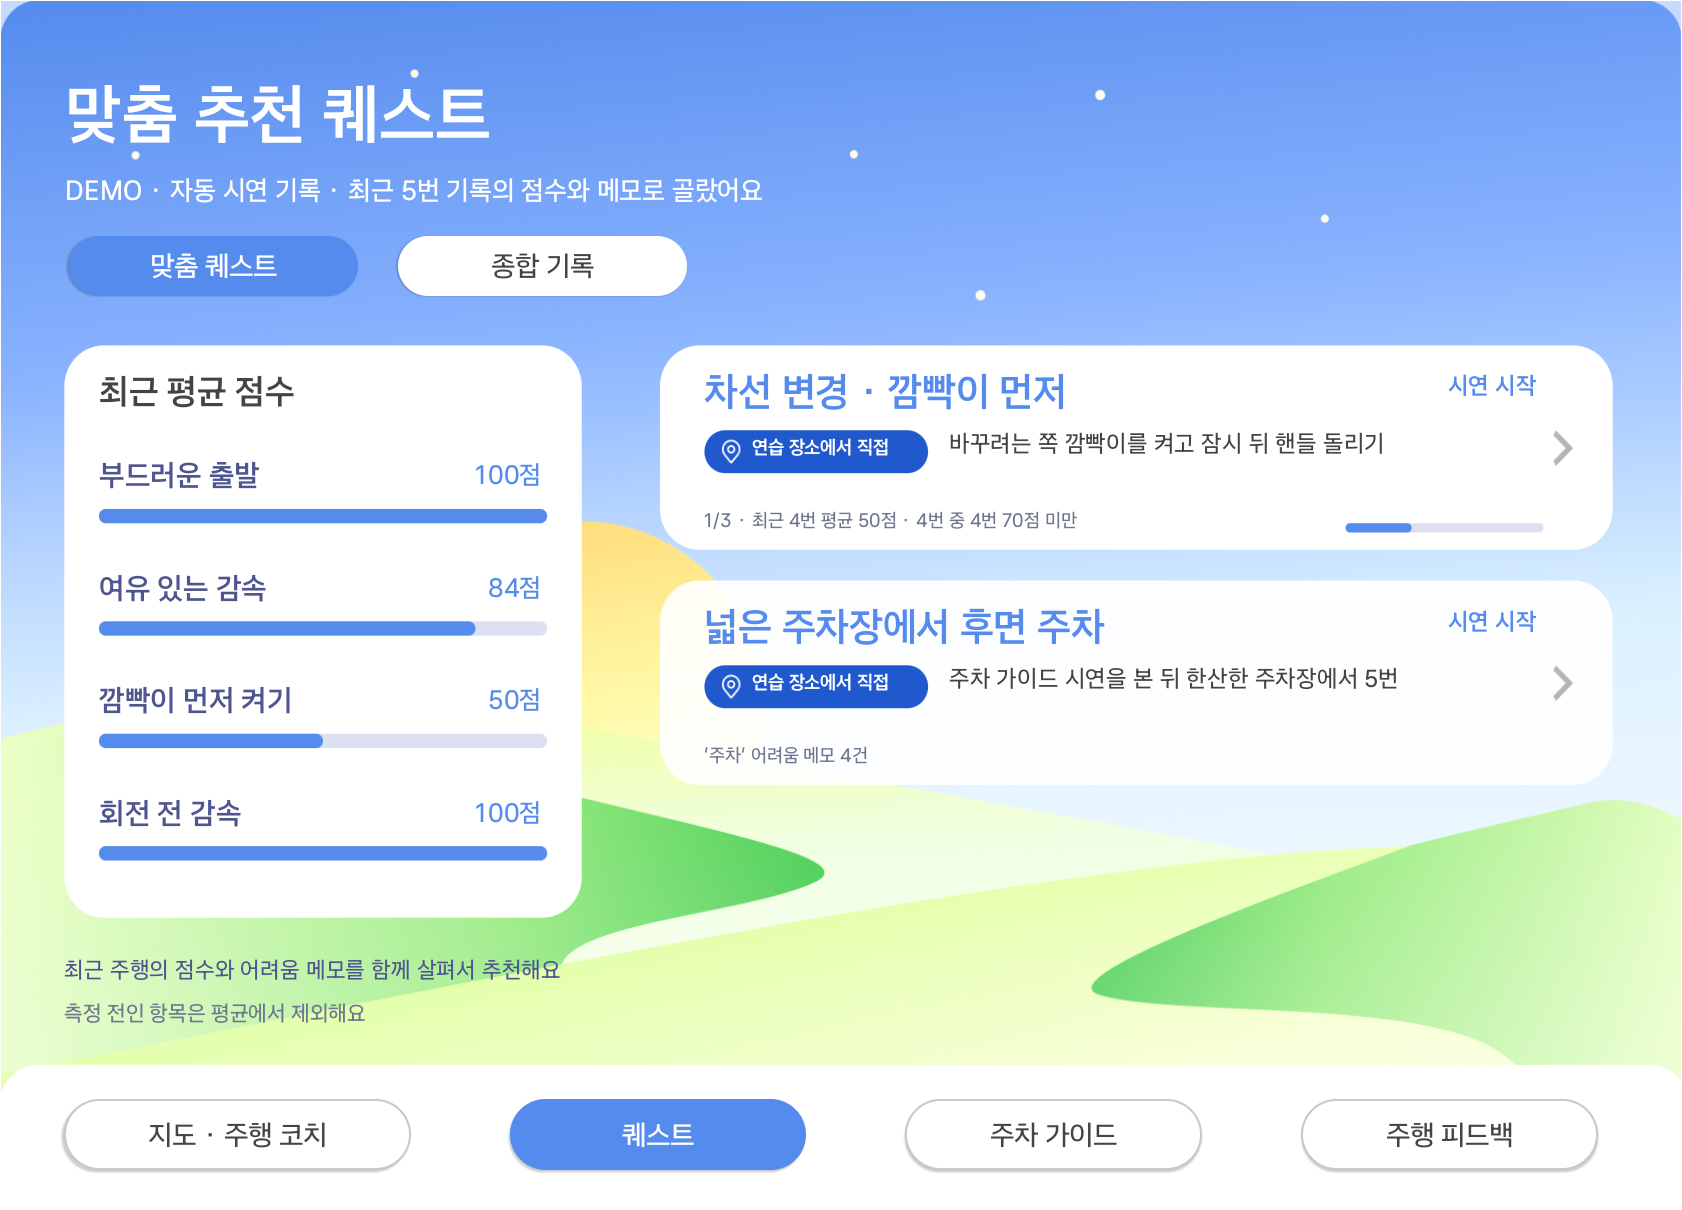 맞춤 추천 퀘스트
DEMO · 자동 시연 기록 · 최근 5번 기록의 점수와 메모로 골랐어요
맞춤 퀘스트
종합 기록
최근 평균 점수
부드러운 출발 100점
여유 있는 감속 84점
깜빡이 먼저 켜기 50점
회전 전 감속 100점
차선 변경 · 깜빡이 먼저
시연 시작
연습 장소에서 직접
바꾸려는 쪽 깜빡이를 켜고 잠시 뒤 핸들 돌리기
1/3 · 최근 4번 평균 50점 · 4번 중 4번 70점 미만
넓은 주차장에서 후면 주차
시연 시작
연습 장소에서 직접
주차 가이드 시연을 본 뒤 한산한 주차장에서 5번
'주차' 어려움 메모 4건
최근 주행의 점수와 어려움 메모를 함께 살펴서 추천해요
측정 전인 항목은 평균에서 제외해요
지도 · 주행 코치
퀘스트
주차 가이드
주행 피드백